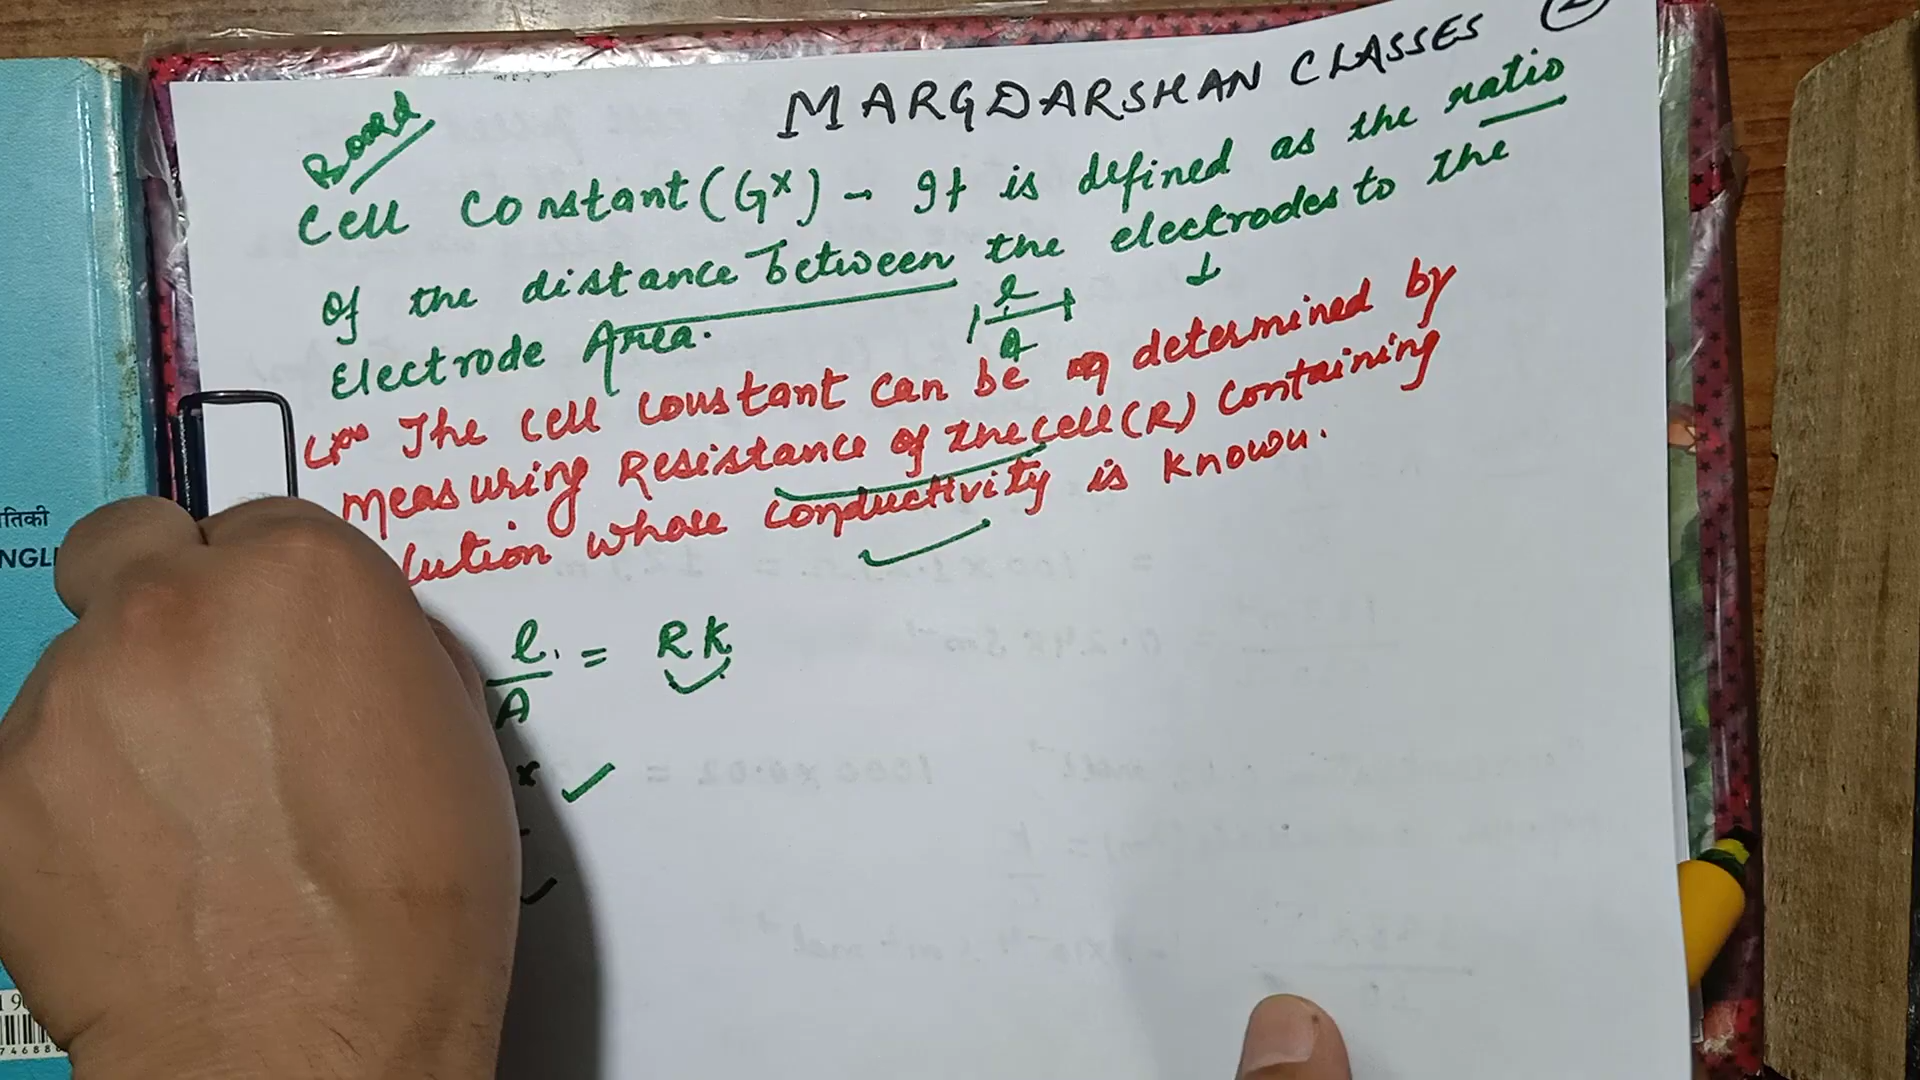 MARGDARSHAN CLASSES 2
Board
Cell Constant (G*) - It is defined as the ratio
of the distance between the electrodes to the
Electrode Area.
l
A
The cell constant can be determined by
measuring Resistance of the cell (R) containing
lution whose conductivity is known.
l
A
= RK
x
तिकी
NGLI